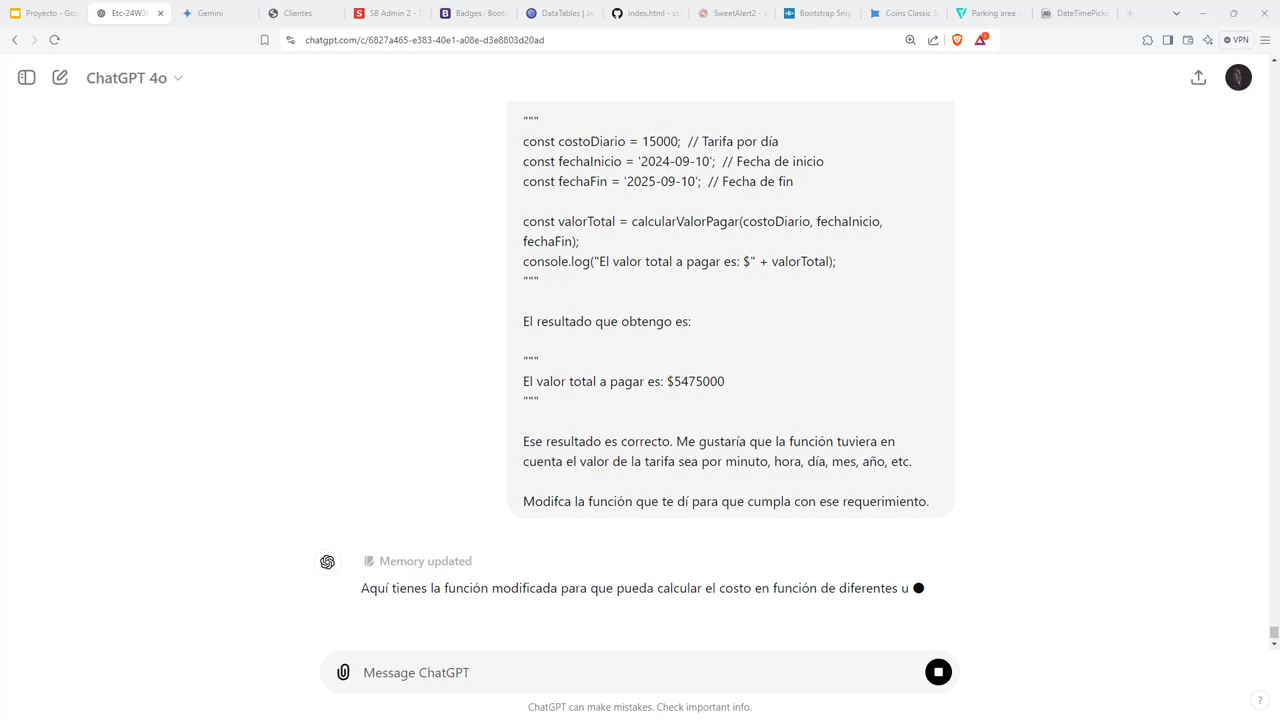 Proyecto - Goo
Etc-24W3
Gemini
Clientes
SB Admin 2 - T
Badges · Boots
DataTables | Ja
index.html - sta
SweetAlert2 - a
Bootstrap Snip
Coins Classic S
Parking area -
DateTimePicke
chatgpt.com/c/6827a465-e383-40e1-a08e-d3e8803d20ad
VPN
ChatGPT 4o
"""
const costoDiario = 15000;  // Tarifa por día
const fechaInicio = '2024-09-10';  // Fecha de inicio
const fechaFin = '2025-09-10';  // Fecha de fin
const valorTotal = calcularValorPagar(costoDiario, fechaInicio,
fechaFin);
console.log("El valor total a pagar es: $" + valorTotal);
"""
El resultado que obtengo es:
"""
El valor total a pagar es: $5475000
"""
Ese resultado es correcto. Me gustaría que la función tuviera en
cuenta el valor de la tarifa sea por minuto, hora, día, mes, año, etc.
Modifca la función que te dí para que cumpla con ese requerimiento.
Memory updated
Aquí tienes la función modificada para que pueda calcular el costo en función de diferentes u
Message ChatGPT
ChatGPT can make mistakes. Check important info.
?